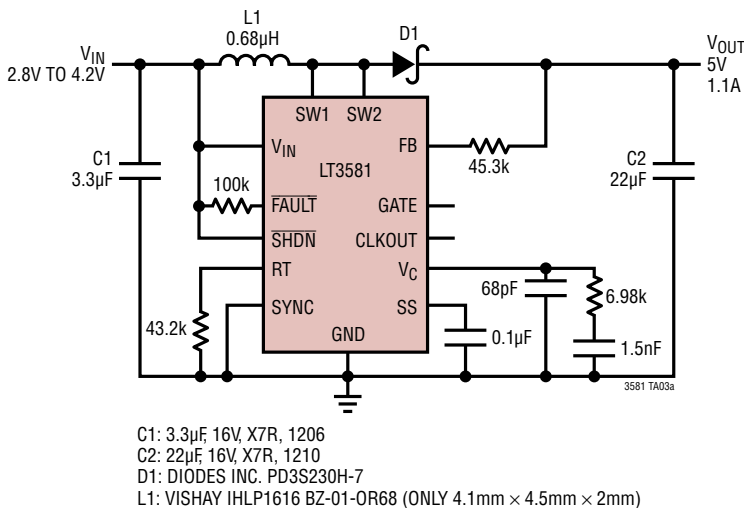 L1
0.68µH
D1
VIN
2.8V TO 4.2V
VOUT
5V
1.1A
SW1 SW2
VIN
FB
45.3k
C1
3.3µF
LT3581
C2
22µF
100k
FAULT
GATE
SHDN
CLKOUT
RT
VC
68pF
6.98k
SYNC
SS
43.2k
0.1µF
GND
1.5nF
3581 TA03a
C1: 3.3µF, 16V, X7R, 1206
C2: 22µF, 16V, X7R, 1210
D1: DIODES INC. PD3S230H-7
L1: VISHAY IHLP1616 BZ-01-OR68 (ONLY 4.1mm × 4.5mm × 2mm)